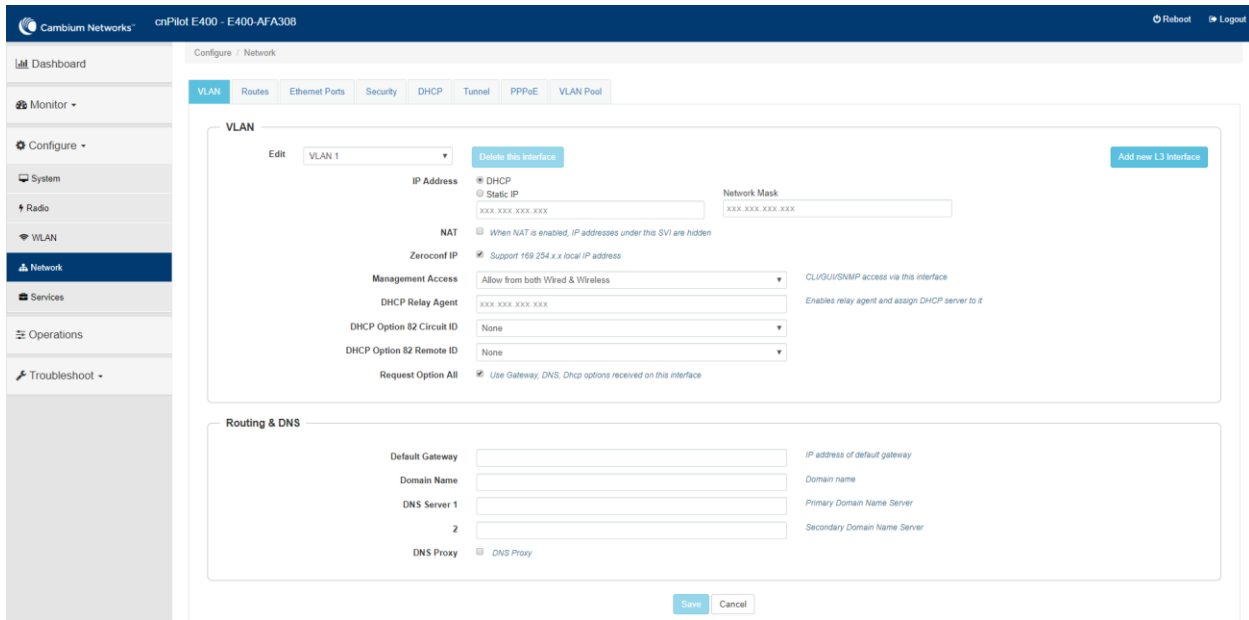 Cambium Networks™ cnPilot E400 - E400-AFA308 Reboot Logout
Dashboard
Monitor
Configure
System
Radio
WLAN
Network
Services
Operations
Troubleshoot
Configure / Network
VLAN Routes Ethernet Ports Security DHCP Tunnel PPPoE VLAN Pool
VLAN
Edit VLAN 1 Delete this interface Add new L3 Interface
IP Address DHCP
Static IP Network Mask
xxx.xxx.xxx.xxx xxx.xxx.xxx.xxx
NAT When NAT is enabled, IP addresses under this SVI are hidden
Zeroconf IP Support 169.254.x.x local IP address
Management Access Allow from both Wired & Wireless CLI/GUI/SNMP access via this interface
DHCP Relay Agent xxx.xxx.xxx.xxx Enables relay agent and assign DHCP server to it
DHCP Option 82 Circuit ID None
DHCP Option 82 Remote ID None
Request Option All Use Gateway, DNS, Dhcp options received on this interface
Routing & DNS
Default Gateway IP address of default gateway
Domain Name Domain name
DNS Server 1 Primary Domain Name Server
2 Secondary Domain Name Server
DNS Proxy DNS Proxy
Save Cancel